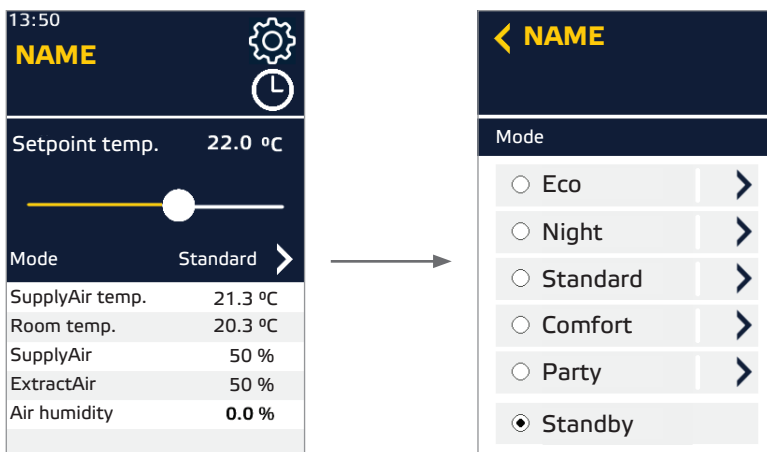 13:50
NAME
Setpoint temp. 22.0 ºC
Mode Standard
SupplyAir temp. 21.3 ºC
Room temp. 20.3 ºC
SupplyAir 50 %
ExtractAir 50 %
Air humidity 0.0 %
NAME
Mode
Eco
Night
Standard
Comfort
Party
Standby